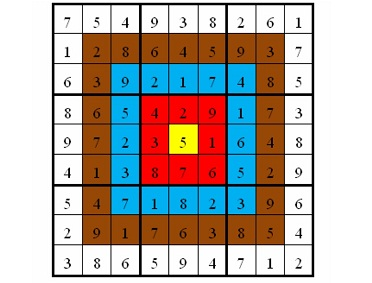 7 5 4 9 3 8 2 6 1
1 2 8 6 4 5 9 3 7
6 3 9 2 1 7 4 8 5
8 6 5 4 2 9 1 7 3
9 7 2 3 5 1 6 4 8
4 1 3 8 7 6 5 2 9
5 4 7 1 8 2 3 9 6
2 9 1 7 6 3 8 5 4
3 8 6 5 9 4 7 1 2